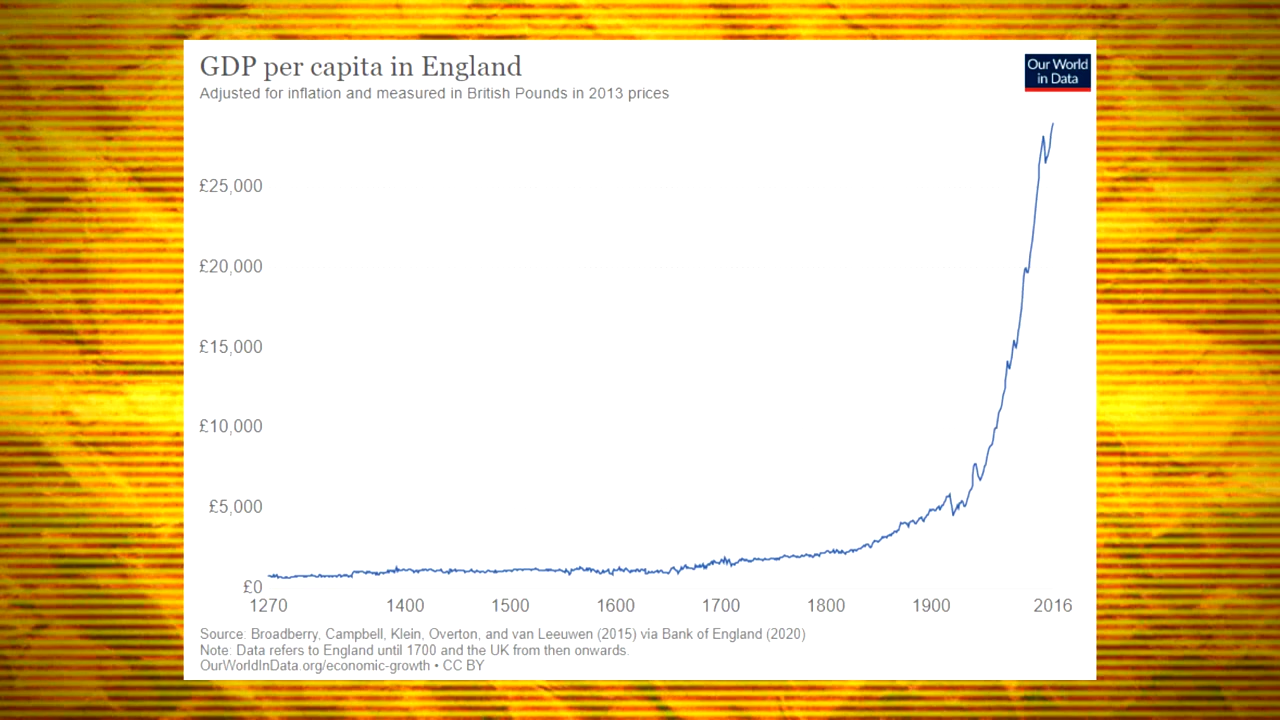 GDP per capita in England
Adjusted for inflation and measured in British Pounds in 2013 prices
Our World
in Data
£25,000
£20,000
£15,000
£10,000
£5,000
£0
1270 1400 1500 1600 1700 1800 1900 2016
Source: Broadberry, Campbell, Klein, Overton, and van Leeuwen (2015) via Bank of England (2020)
Note: Data refers to England until 1700 and the UK from then onwards.
OurWorldInData.org/economic-growth • CC BY